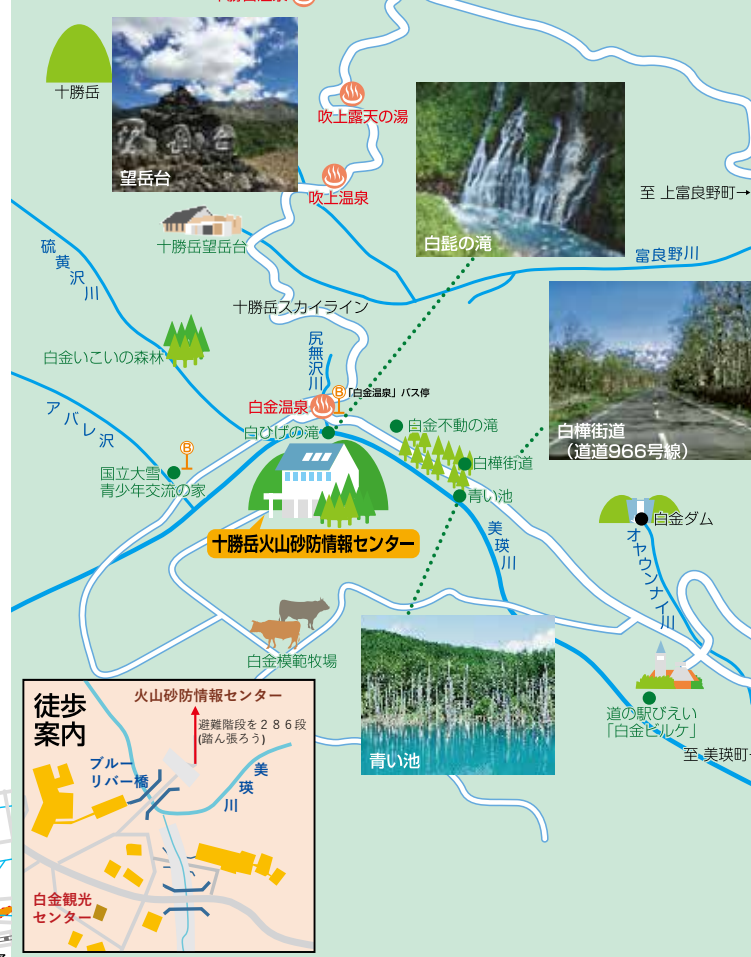 十勝岳温泉
十勝岳
望岳台
吹上露天の湯
吹上温泉
白髭の滝
至 上富良野町→
十勝岳望岳台
富良野川
硫黄沢川
十勝岳スカイライン
尻無沢川
白金いこいの森林
「白金温泉」バス停
白金温泉
アバレ沢
白ひげの滝
白金不動の滝
白樺街道
（道道966号線）
国立大雪
青少年交流の家
白樺街道
青い池
白金ダム
十勝岳火山砂防情報センター
美瑛川
オヤウンナイ川
白金模範牧場
道の駅びえい
「白金ビルケ」
至 美瑛町
青い池
徒歩
案内
火山砂防情報センター
避難階段を２８６段
(踏ん張ろう)
ブルー
リバー橋
美瑛川
白金観光
センター
B
B